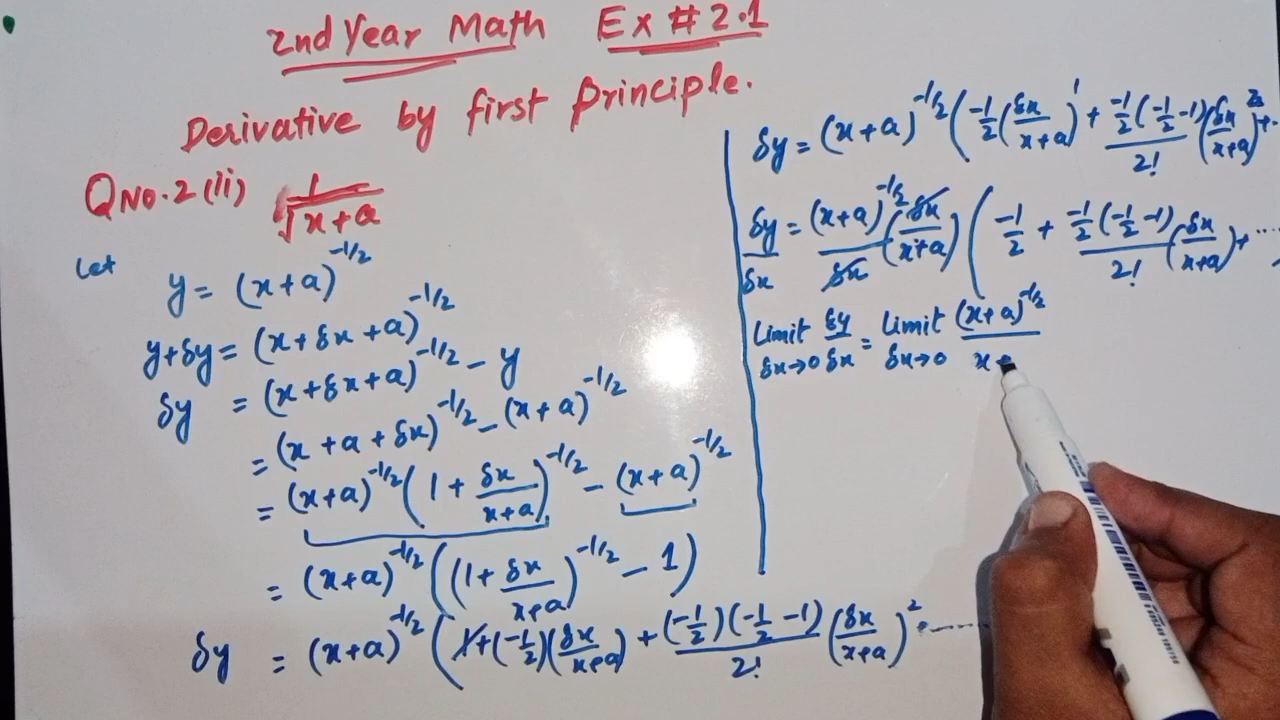 2nd Year Math Ex # 2.1
Derivative by first principle.
Q No. 2 (ii) 1/√(x+a)
Let y = (x+a)^(-1/2)
y+δy = (x+δx+a)^(-1/2)
δy = (x+δx+a)^(-1/2) - y
= (x+a+δx)^(-1/2) - (x+a)^(-1/2)
= (x+a)^(-1/2) (1 + δx/(x+a))^(-1/2) - (x+a)^(-1/2)
= (x+a)^(-1/2) ((1 + δx/(x+a))^(-1/2) - 1)
δy = (x+a)^(-1/2) (1 + (-1/2)(δx/(x+a)) + (-1/2)(-1/2 -1)/2! (δx/(x+a))^2 ......
δy = (x+a)^(-1/2) (-1/2 (δx/(x+a))^1 + -1/2(-1/2 -1)/2! (δx/(x+a))^2 + ..
δy/δx = (x+a)^(-1/2)/δx (δx/(x+a)) (-1/2 + -1/2(-1/2 -1)/2! (δx/(x+a)) + ....
Limit δx→0 δy/δx = Limit δx→0 (x+a)^(-1/2)/x